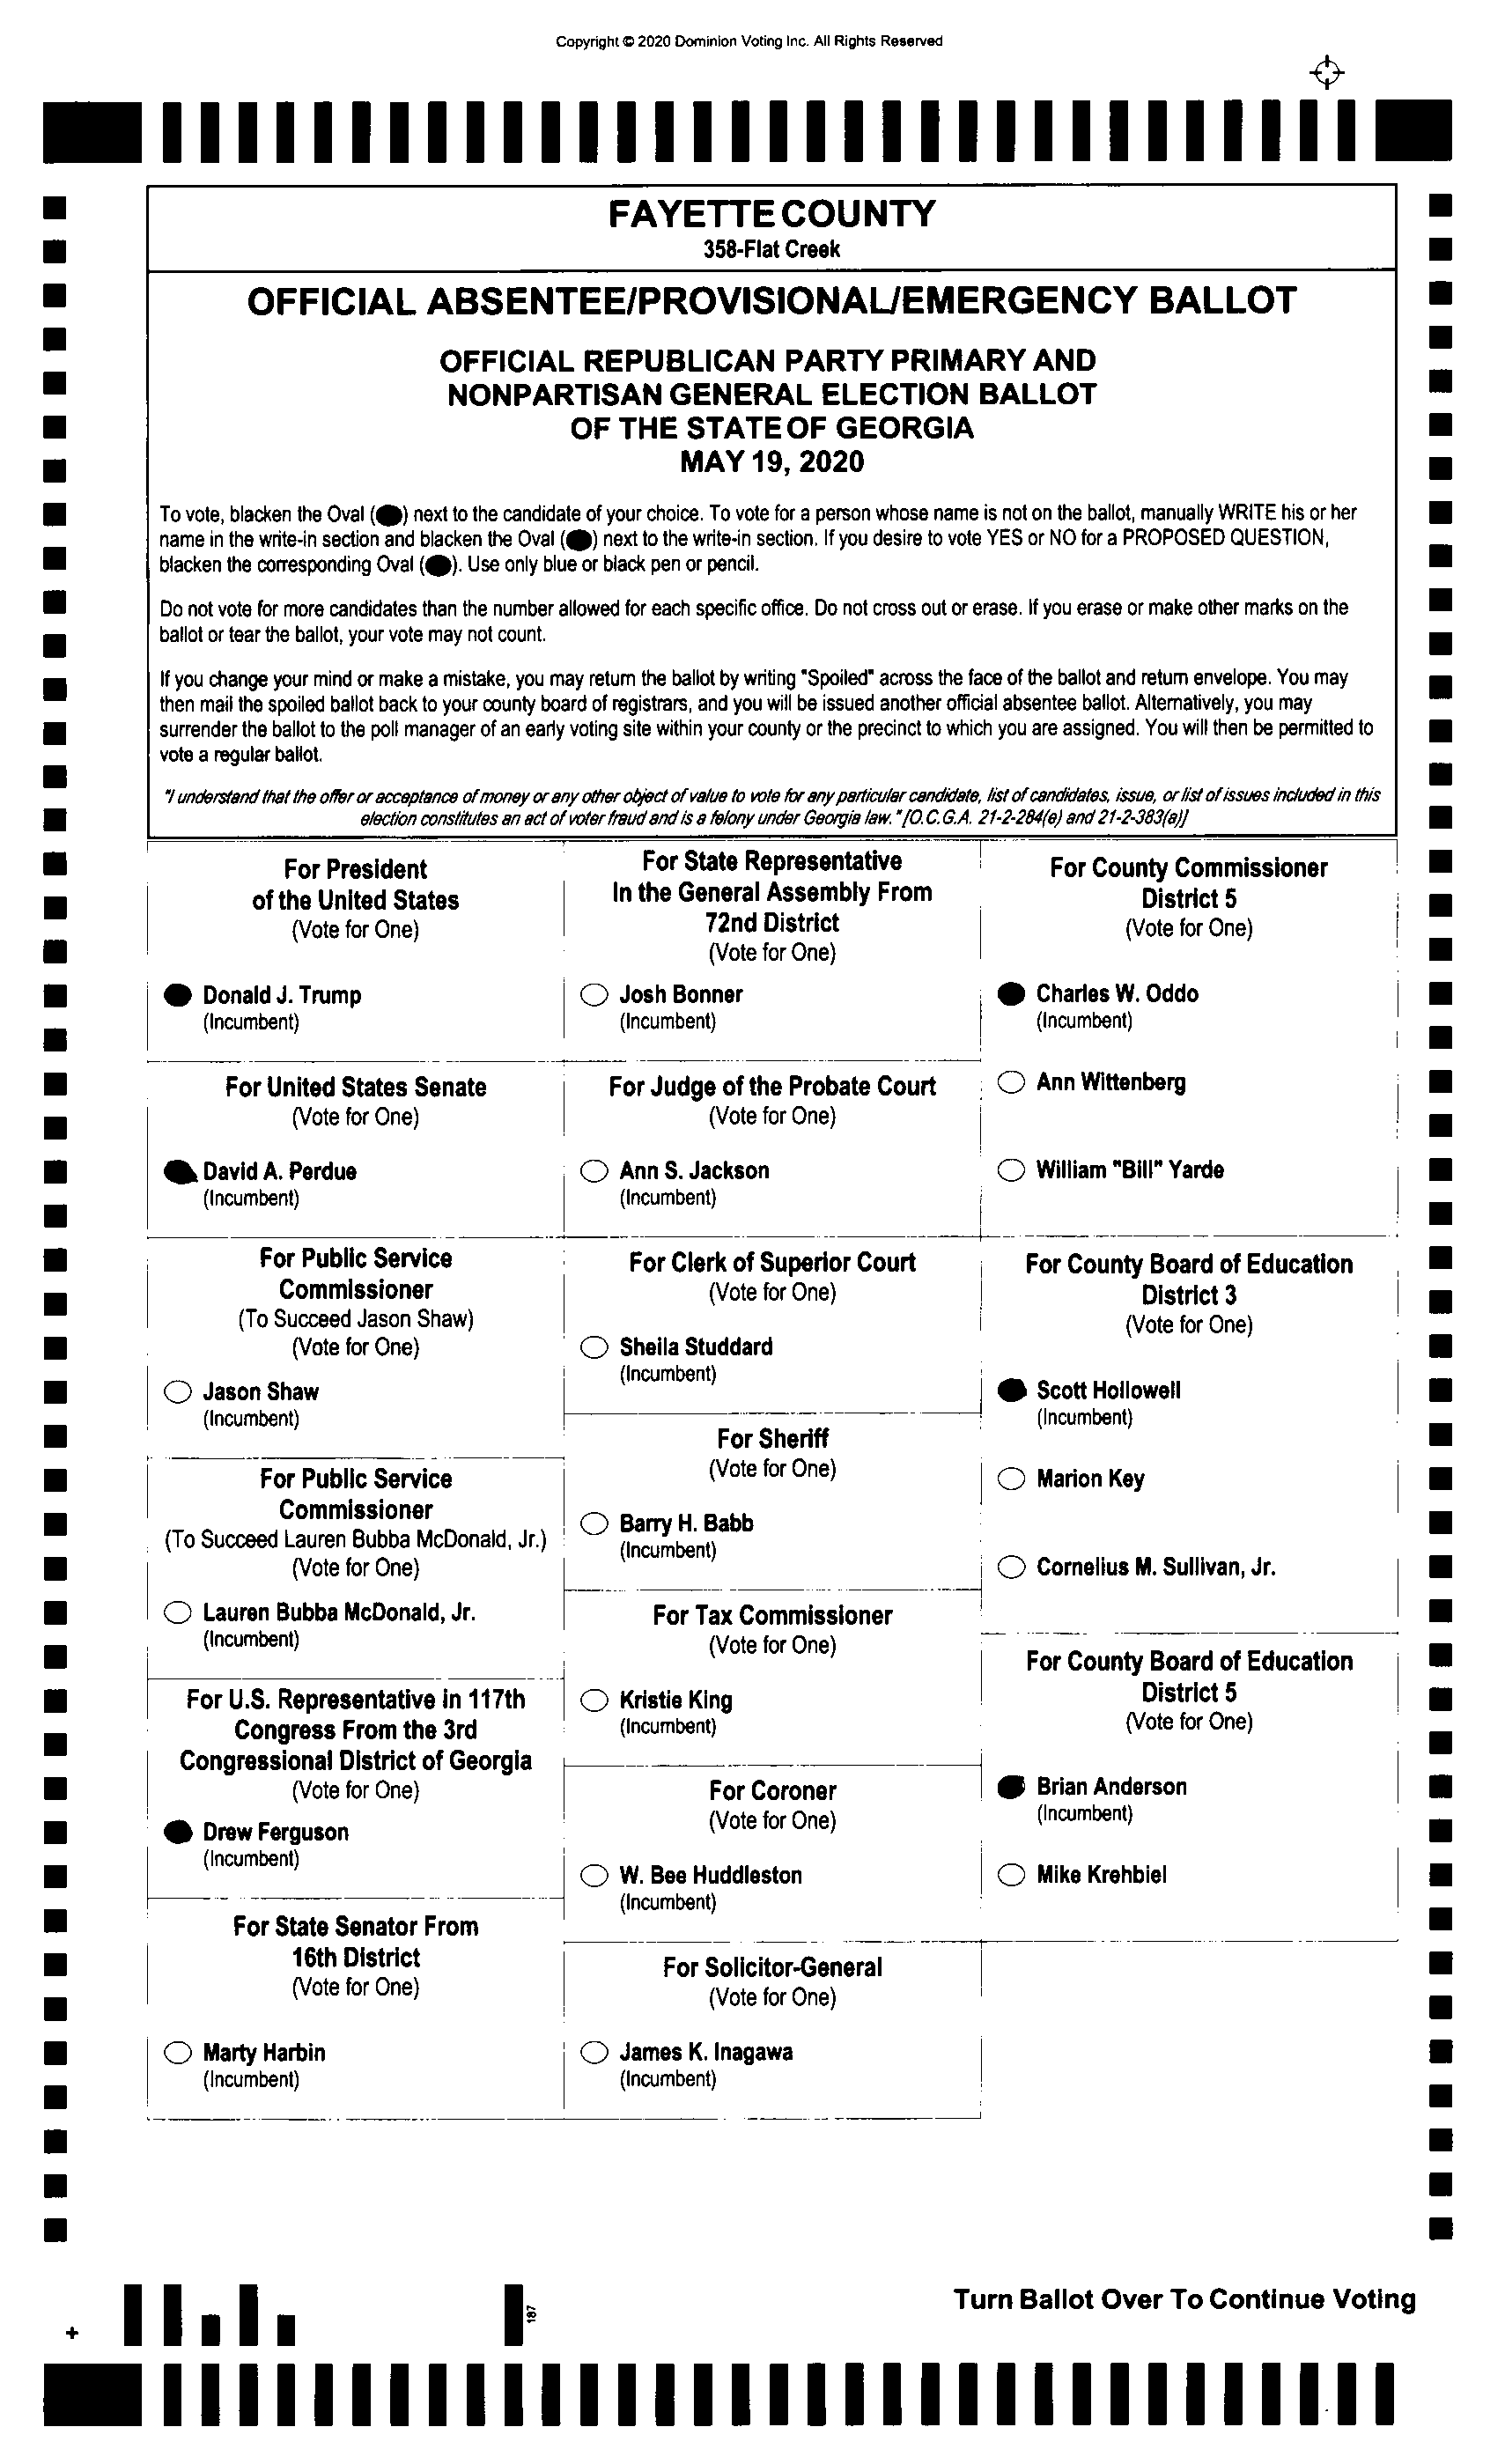 Copyright © 2020 Dominion Voting Inc. All Rights Reserved
FAYETTE COUNTY
358-Flat Creek
OFFICIAL ABSENTEE/PROVISIONAL/EMERGENCY BALLOT
OFFICIAL REPUBLICAN PARTY PRIMARY AND
NONPARTISAN GENERAL ELECTION BALLOT
OF THE STATE OF GEORGIA
MAY 19, 2020
To vote, blacken the Oval ( ) next to the candidate of your choice. To vote for a person whose name is not on the ballot, manually WRITE his or her
name in the write-in section and blacken the Oval ( ) next to the write-in section. If you desire to vote YES or NO for a PROPOSED QUESTION,
blacken the corresponding Oval ( ). Use only blue or black pen or pencil.
Do not vote for more candidates than the number allowed for each specific office. Do not cross out or erase. If you erase or make other marks on the
ballot or tear the ballot, your vote may not count.
If you change your mind or make a mistake, you may return the ballot by writing "Spoiled" across the face of the ballot and return envelope. You may
then mail the spoiled ballot back to your county board of registrars, and you will be issued another official absentee ballot. Alternatively, you may
surrender the ballot to the poll manager of an early voting site within your county or the precinct to which you are assigned. You will then be permitted to
vote a regular ballot.
"I understand that the offer or acceptance of money or any other object of value to vote for any particular candidate, list of candidates, issue, or list of issues included in this
election constitutes an act of voter fraud and is a felony under Georgia law." [O.C.G.A. 21-2-284(e) and 21-2-383(a)]
For President
of the United States
(Vote for One)
Donald J. Trump
(Incumbent)
For United States Senate
(Vote for One)
David A. Perdue
(Incumbent)
For Public Service
Commissioner
(To Succeed Jason Shaw)
(Vote for One)
Jason Shaw
(Incumbent)
For Public Service
Commissioner
(To Succeed Lauren Bubba McDonald, Jr.)
(Vote for One)
Lauren Bubba McDonald, Jr.
(Incumbent)
For U.S. Representative in 117th
Congress From the 3rd
Congressional District of Georgia
(Vote for One)
Drew Ferguson
(Incumbent)
For State Senator From
16th District
(Vote for One)
Marty Harbin
(Incumbent)
For State Representative
In the General Assembly From
72nd District
(Vote for One)
Josh Bonner
(Incumbent)
For Judge of the Probate Court
(Vote for One)
Ann S. Jackson
(Incumbent)
For Clerk of Superior Court
(Vote for One)
Sheila Studdard
(Incumbent)
For Sheriff
(Vote for One)
Barry H. Babb
(Incumbent)
For Tax Commissioner
(Vote for One)
Kristie King
(Incumbent)
For Coroner
(Vote for One)
W. Bee Huddleston
(Incumbent)
For Solicitor-General
(Vote for One)
James K. Inagawa
(Incumbent)
For County Commissioner
District 5
(Vote for One)
Charles W. Oddo
(Incumbent)
Ann Wittenberg
William "Bill" Yarde
For County Board of Education
District 3
(Vote for One)
Scott Hollowell
(Incumbent)
Marion Key
Cornelius M. Sullivan, Jr.
For County Board of Education
District 5
(Vote for One)
Brian Anderson
(Incumbent)
Mike Krehbiel
Turn Ballot Over To Continue Voting
187
+